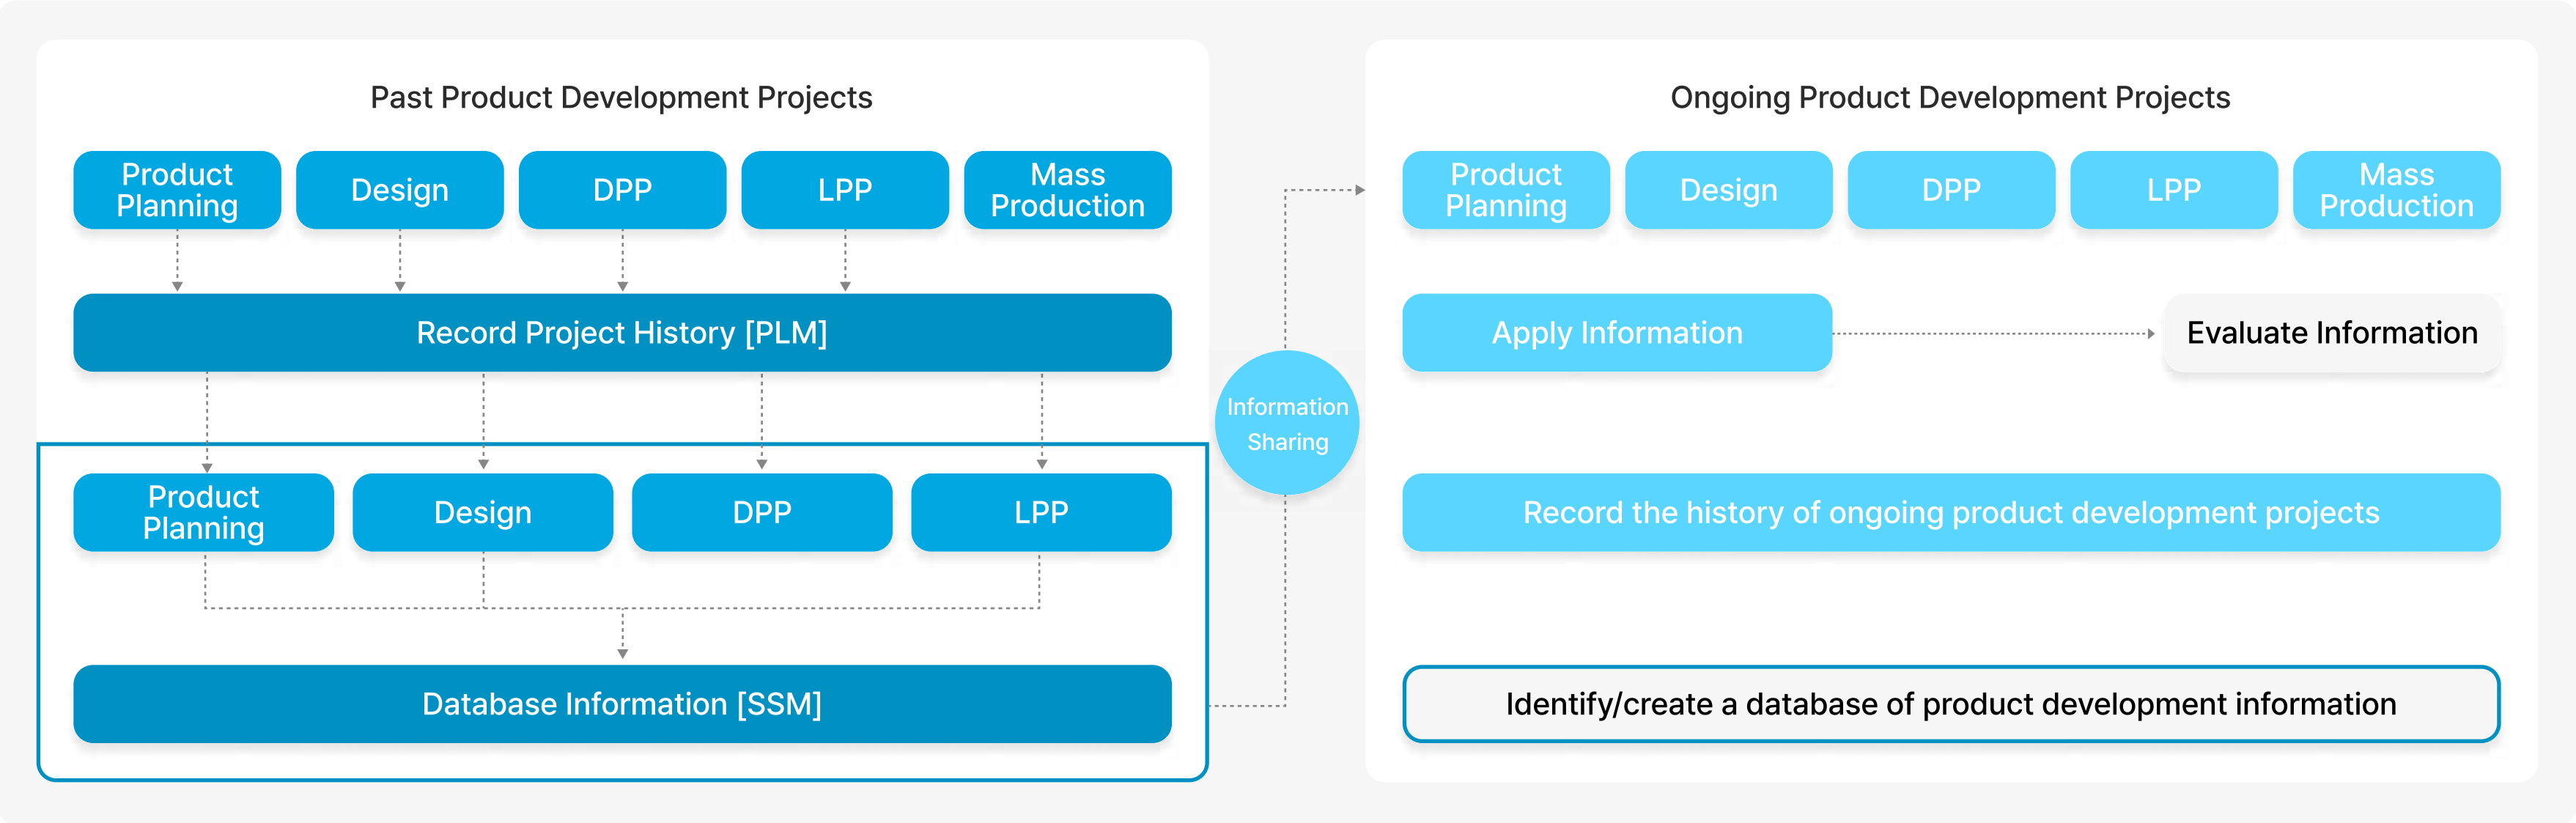 Past Product Development Projects
Product
Planning
Design
DPP
LPP
Mass
Production
Record Project History [PLM]
Product
Planning
Design
DPP
LPP
Database Information [SSM]
Information
Sharing
Ongoing Product Development Projects
Product
Planning
Design
DPP
LPP
Mass
Production
Apply Information
Evaluate Information
Record the history of ongoing product development projects
Identify/create a database of product development information